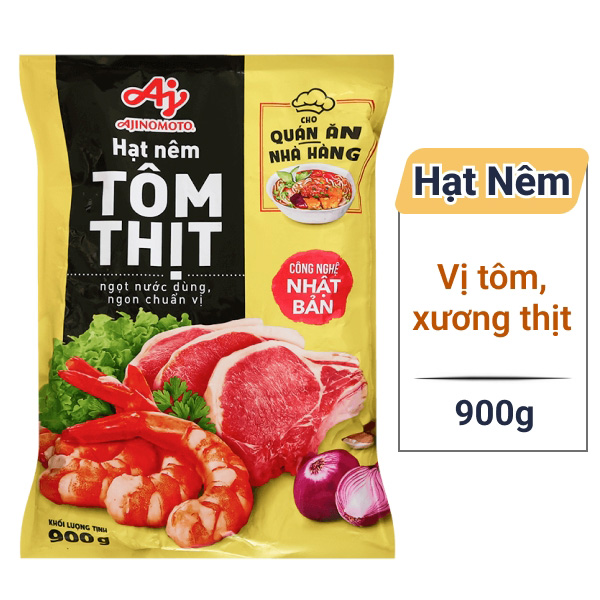 Aj
AJINOMOTO.
Hạt nêm
TÔM
THỊT
ngọt nước dùng,
ngon chuẩn vị
CHO
QUÁN ĂN
NHÀ HÀNG
CÔNG NGHỆ
NHẬT
BẢN
KHỐI LƯỢNG TỊNH
900g
Hạt Nêm
Vị tôm,
xương thịt
900g